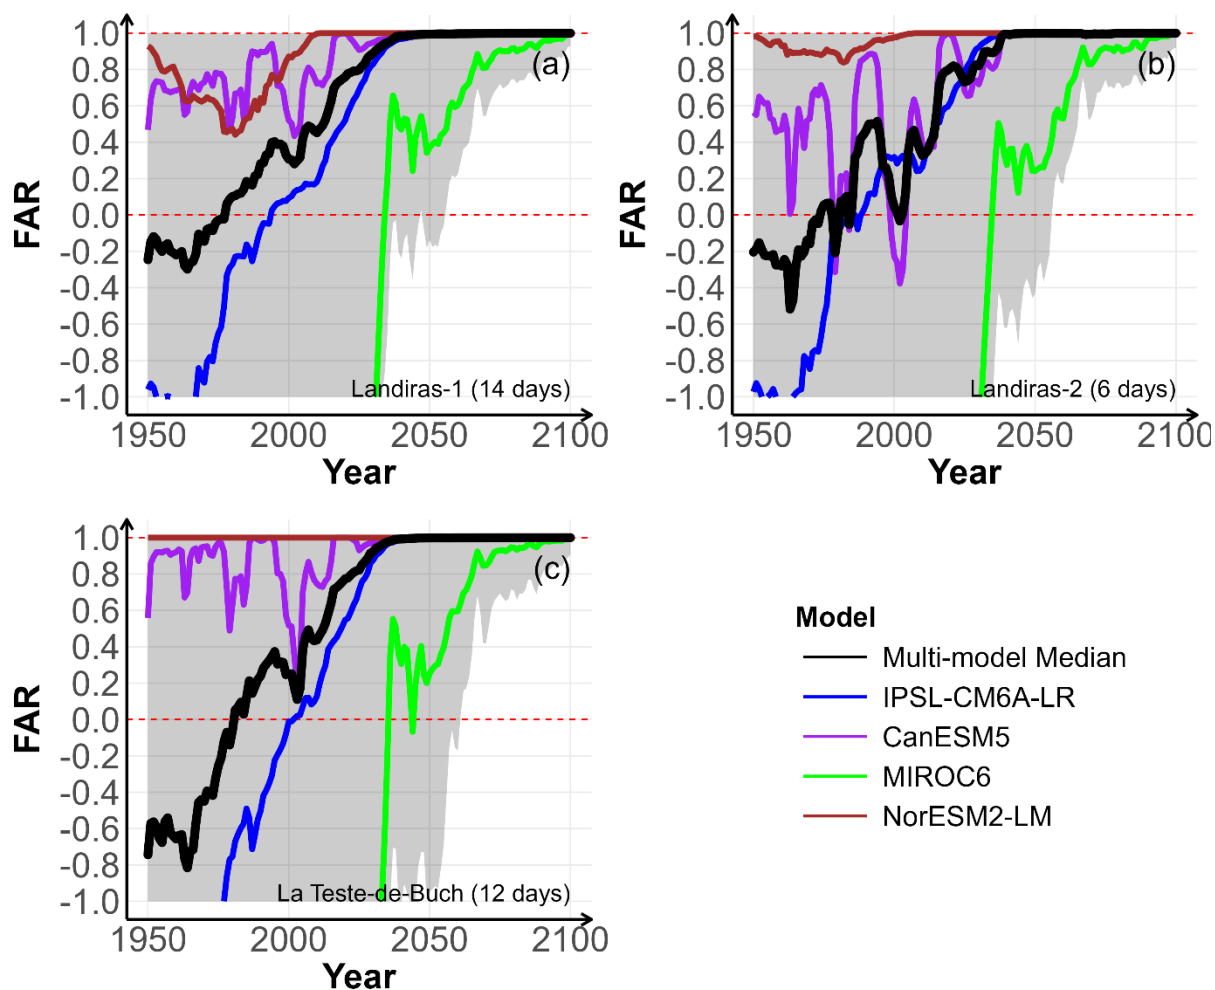 1.0
0.8
0.6
0.4
0.2
0.0
-0.2
-0.4
-0.6
-0.8
-1.0
FAR
(a)
Landiras-1 (14 days)
1950 2000 2050 2100
Year
1.0
0.8
0.6
0.4
0.2
0.0
-0.2
-0.4
-0.6
-0.8
-1.0
FAR
(b)
Landiras-2 (6 days)
1950 2000 2050 2100
Year
1.0
0.8
0.6
0.4
0.2
0.0
-0.2
-0.4
-0.6
-0.8
-1.0
FAR
(c)
La Teste-de-Buch (12 days)
1950 2000 2050 2100
Year
Model
Multi-model Median
IPSL-CM6A-LR
CanESM5
MIROC6
NorESM2-LM